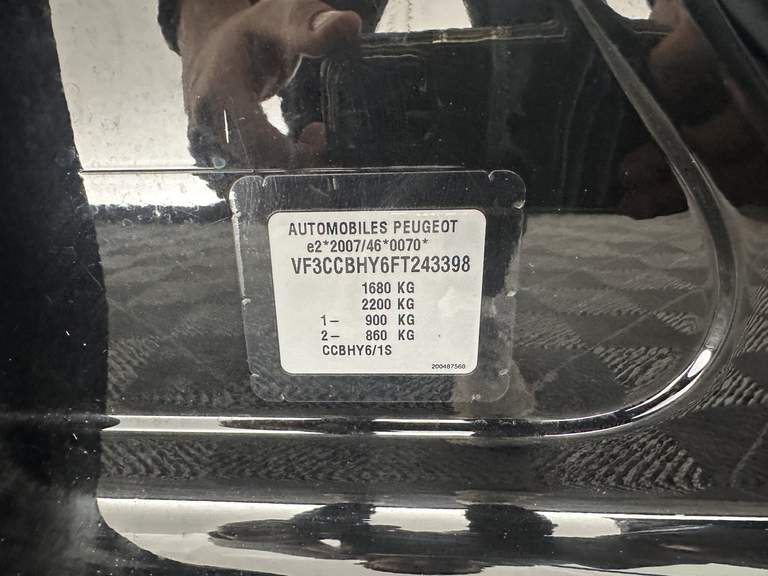 AUTOMOBILES PEUGEOT
e2*2007/46*0070*
VF3CCBHY6FT243398
1680 KG
2200 KG
1- 900 KG
2- 860 KG
CCBHY6/1S
200487568